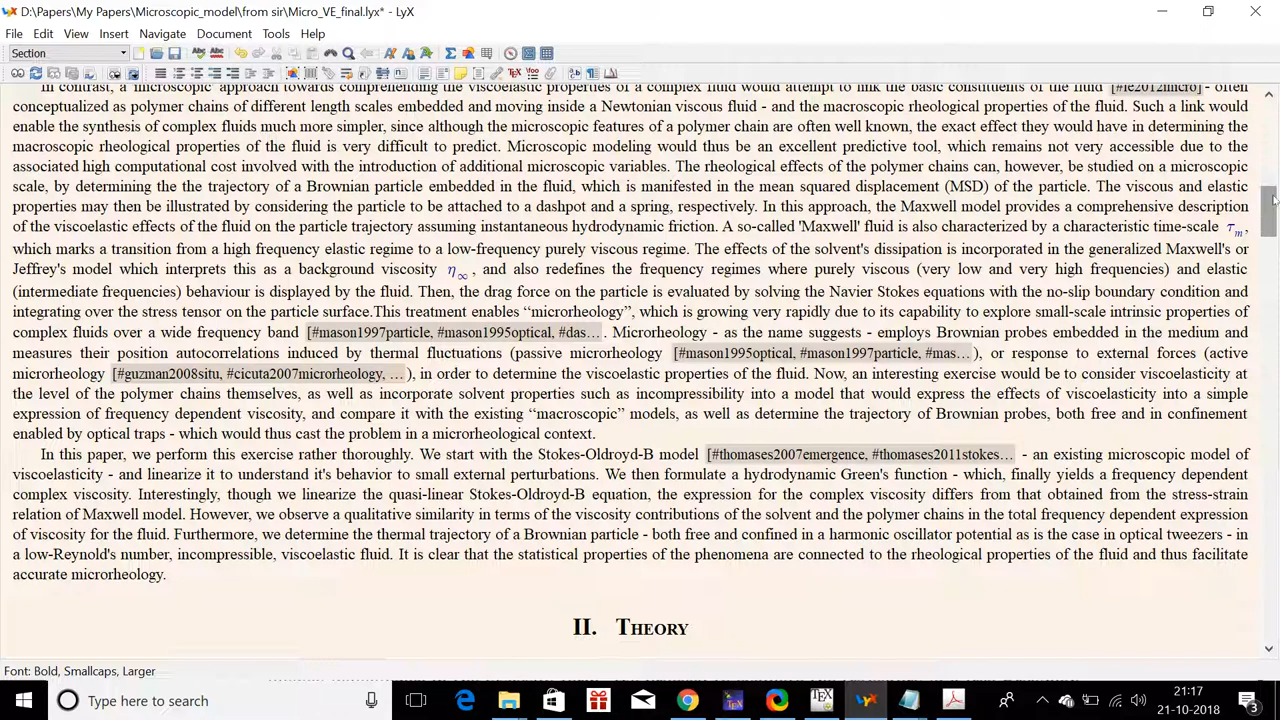 D:\Papers\My Papers\Microscopic_model\from sir\Micro_VE_final.lyx* - LyX
File Edit View Insert Navigate Document Tools Help
Section
In contrast, a 'microscopic' approach towards comprehending the viscoelastic properties of a complex fluid would attempt to link the basic constituents of the fluid [#le2012micro] - often
conceptualized as polymer chains of different length scales embedded and moving inside a Newtonian viscous fluid - and the macroscopic rheological properties of the fluid. Such a link would
enable the synthesis of complex fluids much more simpler, since although the microscopic features of a polymer chain are often well known, the exact effect they would have in determining the
macroscopic rheological properties of the fluid is very difficult to predict. Microscopic modeling would thus be an excellent predictive tool, which remains not very accessible due to the
associated high computational cost involved with the introduction of additional microscopic variables. The rheological effects of the polymer chains can, however, be studied on a microscopic
scale, by determining the the trajectory of a Brownian particle embedded in the fluid, which is manifested in the mean squared displacement (MSD) of the particle. The viscous and elastic
properties may then be illustrated by considering the particle to be attached to a dashpot and a spring, respectively. In this approach, the Maxwell model provides a comprehensive description
of the viscoelastic effects of the fluid on the particle trajectory assuming instantaneous hydrodynamic friction. A so-called 'Maxwell' fluid is also characterized by a characteristic time-scale τm,
which marks a transition from a high frequency elastic regime to a low-frequency purely viscous regime. The effects of the solvent's dissipation is incorporated in the generalized Maxwell's or
Jeffrey's model which interprets this as a background viscosity η∞, and also redefines the frequency regimes where purely viscous (very low and very high frequencies) and elastic
(intermediate frequencies) behaviour is displayed by the fluid. Then, the drag force on the particle is evaluated by solving the Navier Stokes equations with the no-slip boundary condition and
integrating over the stress tensor on the particle surface.This treatment enables “microrheology”, which is growing very rapidly due to its capability to explore small-scale intrinsic properties of
complex fluids over a wide frequency band [#mason1997particle, #mason1995optical, #das... . Microrheology - as the name suggests - employs Brownian probes embedded in the medium and
measures their position autocorrelations induced by thermal fluctuations (passive microrheology [#mason1995optical, #mason1997particle, #mas...), or response to external forces (active
microrheology [#guzman2008situ, #cicuta2007microrheology, ...), in order to determine the viscoelastic properties of the fluid. Now, an interesting exercise would be to consider viscoelasticity at
the level of the polymer chains themselves, as well as incorporate solvent properties such as incompressibility into a model that would express the effects of viscoelasticity into a simple
expression of frequency dependent viscosity, and compare it with the existing “macroscopic” models, as well as determine the trajectory of Brownian probes, both free and in confinement
enabled by optical traps - which would thus cast the problem in a microrheological context.
In this paper, we perform this exercise rather thoroughly. We start with the Stokes-Oldroyd-B model [#thomases2007emergence, #thomases2011stokes... - an existing microscopic model of
viscoelasticity - and linearize it to understand it's behavior to small external perturbations. We then formulate a hydrodynamic Green's function - which, finally yields a frequency dependent
complex viscosity. Interestingly, though we linearize the quasi-linear Stokes-Oldroyd-B equation, the expression for the complex viscosity differs from that obtained from the stress-strain
relation of Maxwell model. However, we observe a qualitative similarity in terms of the viscosity contributions of the solvent and the polymer chains in the total frequency dependent expression
of viscosity for the fluid. Furthermore, we determine the thermal trajectory of a Brownian particle - both free and confined in a harmonic oscillator potential as is the case in optical tweezers - in
a low-Reynold's number, incompressible, viscoelastic fluid. It is clear that the statistical properties of the phenomena are connected to the rheological properties of the fluid and thus facilitate
accurate microrheology.
II. THEORY
Font: Bold, Smallcaps, Larger
Type here to search
21:17
21-10-2018
3